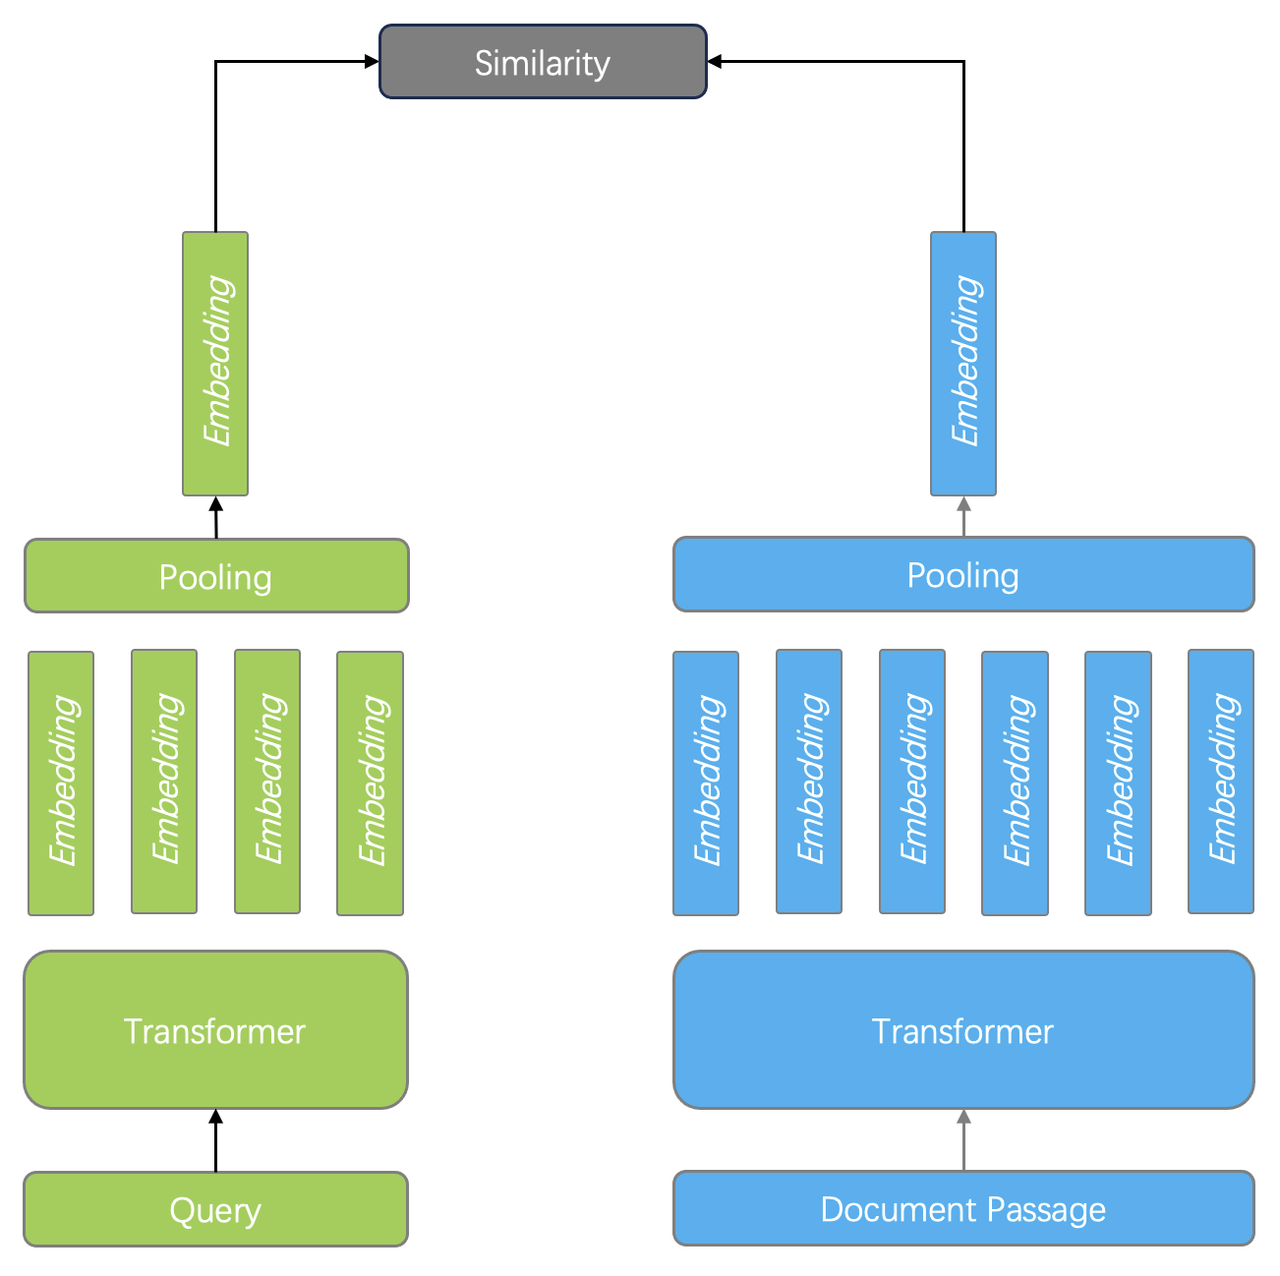 Similarity
Embedding
Embedding
Pooling
Pooling
Embedding
Embedding
Embedding
Embedding
Embedding
Embedding
Embedding
Embedding
Embedding
Embedding
Transformer
Transformer
Query
Document Passage